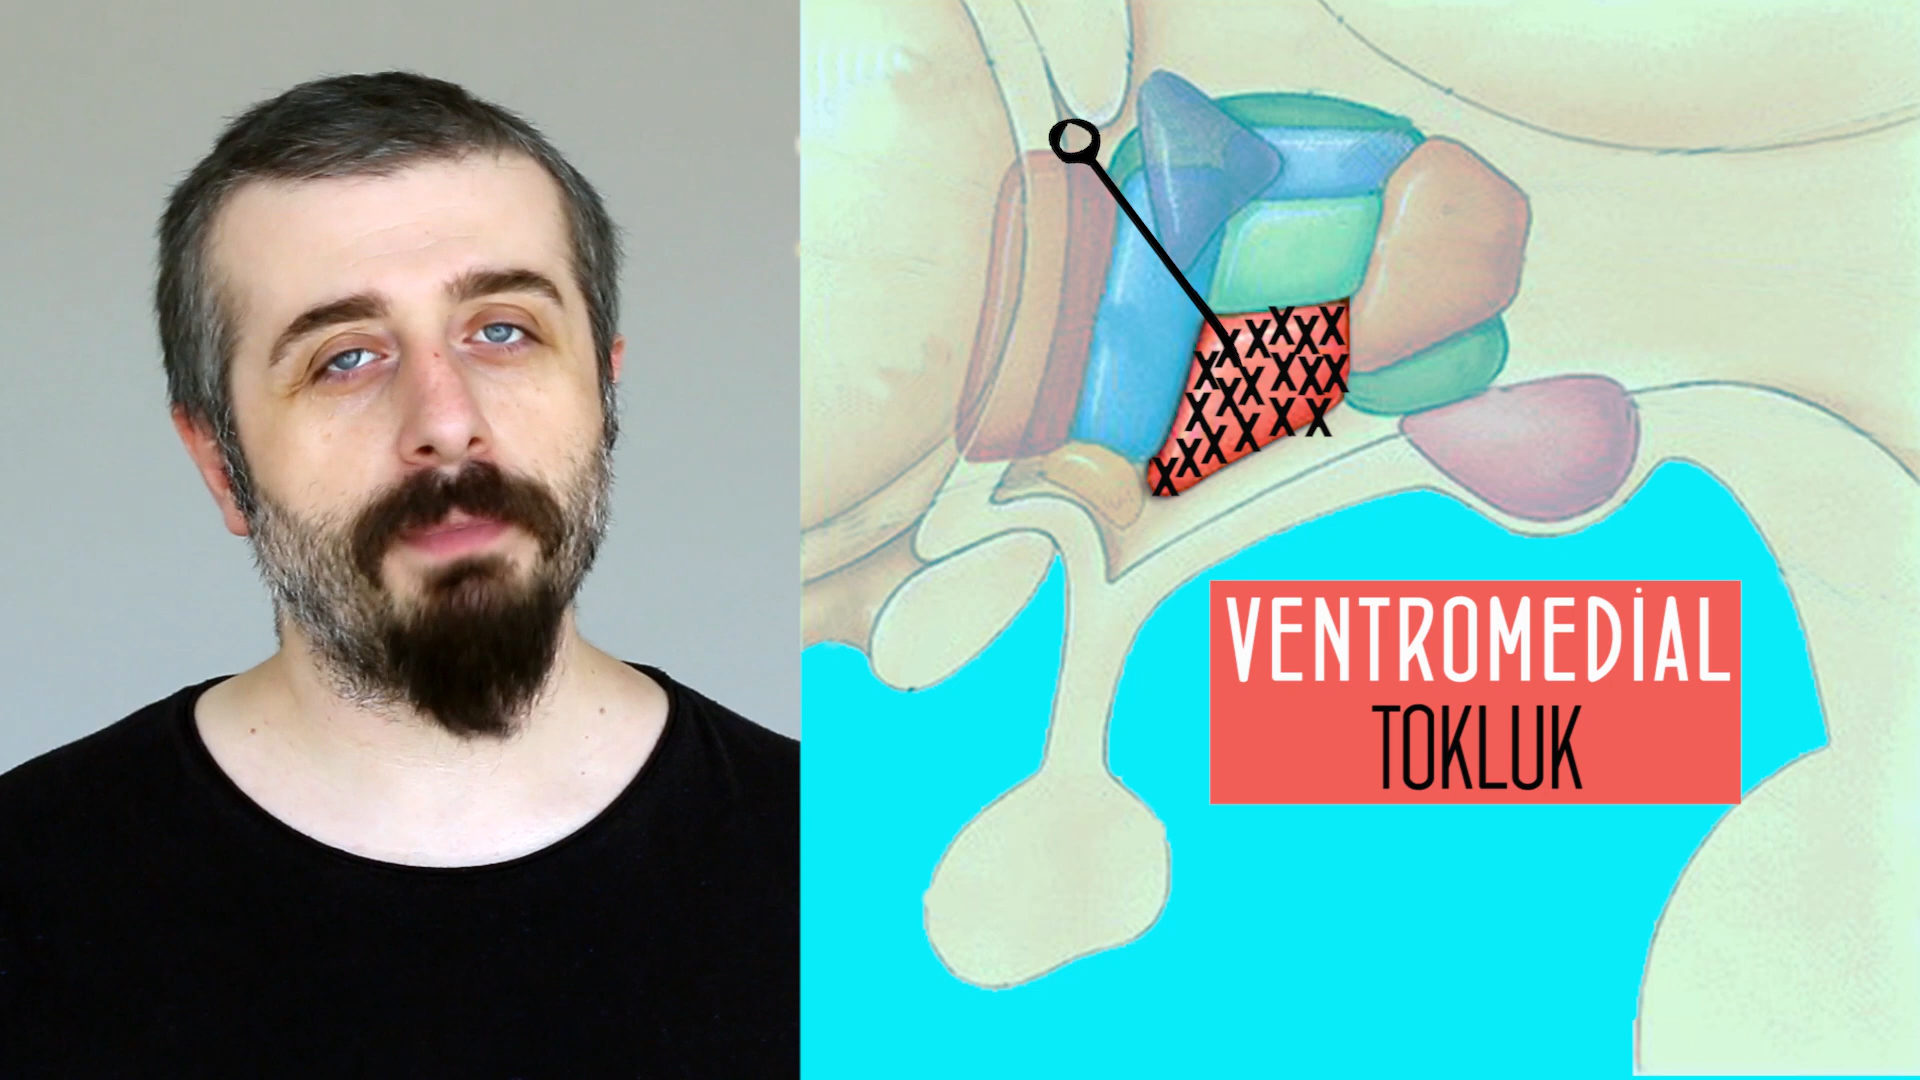 X X X X X
X X X X X
X X X
X X X X
X X X
X
VENTROMEDİAL
TOKLUK